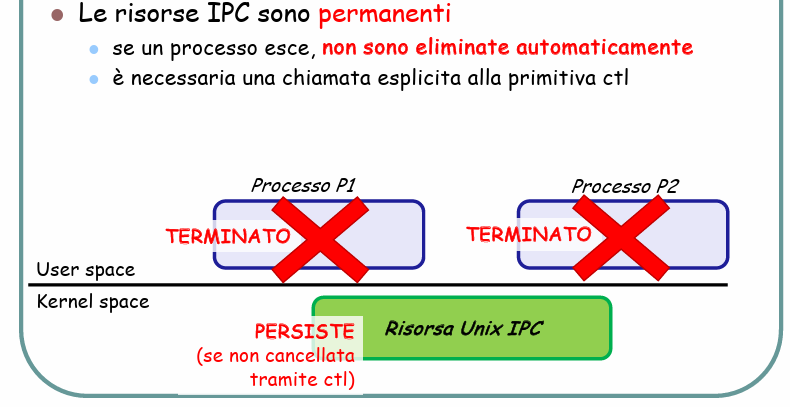 Le risorse IPC sono permanenti
se un processo esce, non sono eliminate automaticamente
è necessaria una chiamata esplicita alla primitiva ctl
Processo P1
Processo P2
TERMINATO
TERMINATO
User space
Kernel space
PERSISTE
(se non cancellata
tramite ctl)
Risorsa Unix IPC